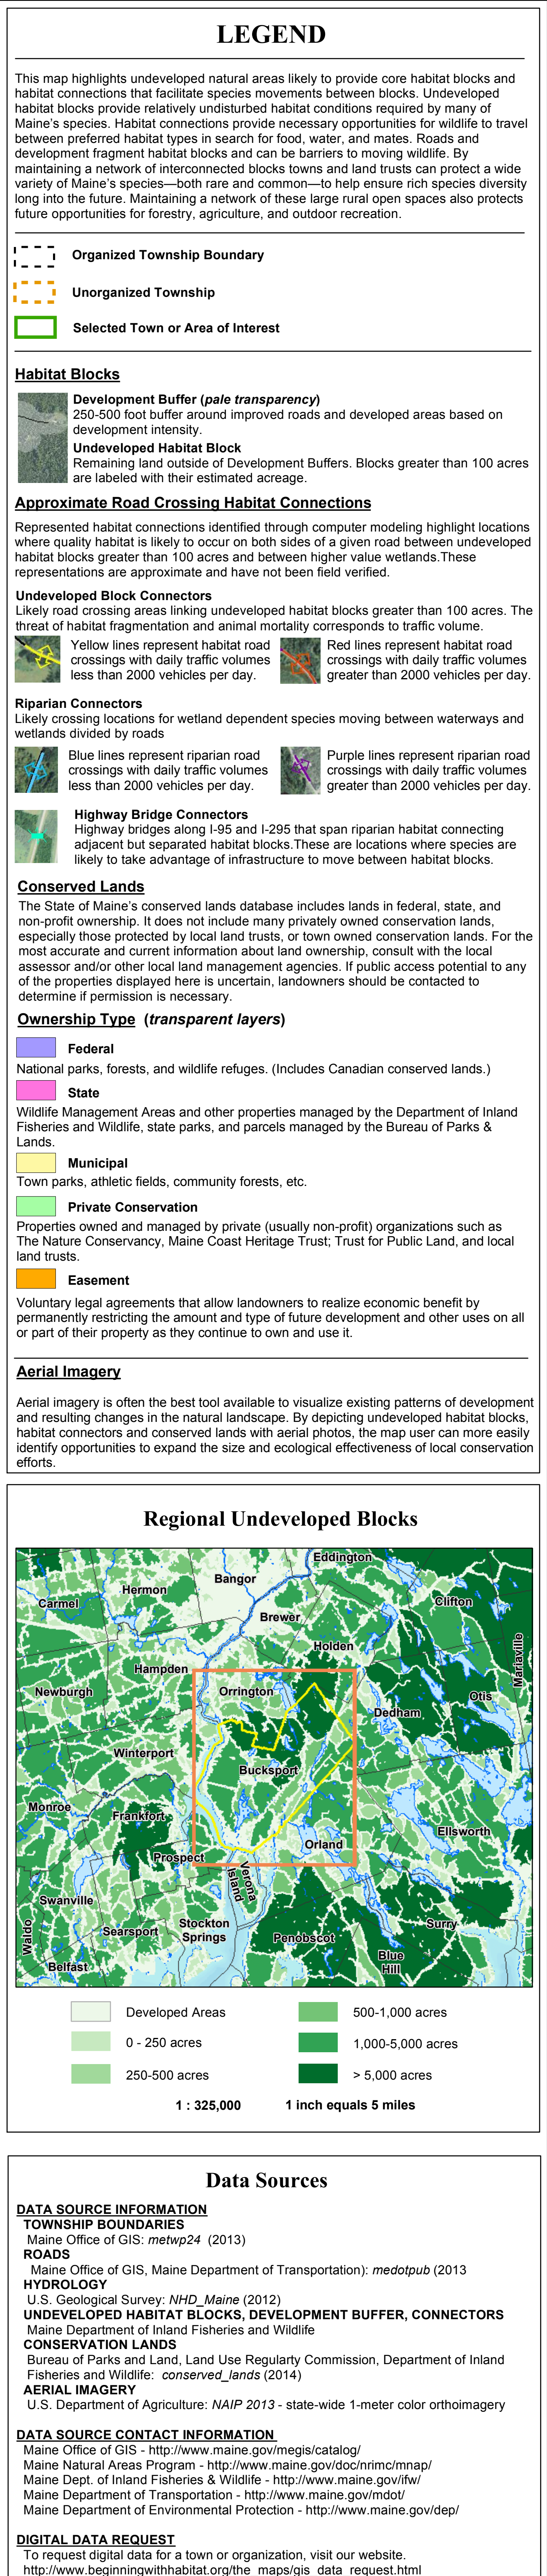 LEGEND
This map highlights undeveloped natural areas likely to provide core habitat blocks and
habitat connections that facilitate species movements between blocks. Undeveloped
habitat blocks provide relatively undisturbed habitat conditions required by many of
Maine's species. Habitat connections provide necessary opportunities for wildlife to travel
between preferred habitat types in search for food, water, and mates. Roads and
development fragment habitat blocks and can be barriers to moving wildlife. By
maintaining a network of interconnected blocks towns and land trusts can protect a wide
variety of Maine's species—both rare and common—to help ensure rich species diversity
long into the future. Maintaining a network of these large rural open spaces also protects
future opportunities for forestry, agriculture, and outdoor recreation.
Organized Township Boundary
Unorganized Township
Selected Town or Area of Interest
Habitat Blocks
Development Buffer (pale transparency)
250-500 foot buffer around improved roads and developed areas based on
development intensity.
Undeveloped Habitat Block
Remaining land outside of Development Buffers. Blocks greater than 100 acres
are labeled with their estimated acreage.
Approximate Road Crossing Habitat Connections
Represented habitat connections identified through computer modeling highlight locations
where quality habitat is likely to occur on both sides of a given road between undeveloped
habitat blocks greater than 100 acres and between higher value wetlands.These
representations are approximate and have not been field verified.
Undeveloped Block Connectors
Likely road crossing areas linking undeveloped habitat blocks greater than 100 acres. The
threat of habitat fragmentation and animal mortality corresponds to traffic volume.
Yellow lines represent habitat road
crossings with daily traffic volumes
less than 2000 vehicles per day.
Red lines represent habitat road
crossings with daily traffic volumes
greater than 2000 vehicles per day.
Riparian Connectors
Likely crossing locations for wetland dependent species moving between waterways and
wetlands divided by roads
Blue lines represent riparian road
crossings with daily traffic volumes
less than 2000 vehicles per day.
Purple lines represent riparian road
crossings with daily traffic volumes
greater than 2000 vehicles per day.
Highway Bridge Connectors
Highway bridges along I-95 and I-295 that span riparian habitat connecting
adjacent but separated habitat blocks.These are locations where species are
likely to take advantage of infrastructure to move between habitat blocks.
Conserved Lands
The State of Maine's conserved lands database includes lands in federal, state, and
non-profit ownership. It does not include many privately owned conservation lands,
especially those protected by local land trusts, or town owned conservation lands. For the
most accurate and current information about land ownership, consult with the local
assessor and/or other local land management agencies. If public access potential to any
of the properties displayed here is uncertain, landowners should be contacted to
determine if permission is necessary.
Ownership Type (transparent layers)
Federal
National parks, forests, and wildlife refuges. (Includes Canadian conserved lands.)
State
Wildlife Management Areas and other properties managed by the Department of Inland
Fisheries and Wildlife, state parks, and parcels managed by the Bureau of Parks &
Lands.
Municipal
Town parks, athletic fields, community forests, etc.
Private Conservation
Properties owned and managed by private (usually non-profit) organizations such as
The Nature Conservancy, Maine Coast Heritage Trust; Trust for Public Land, and local
land trusts.
Easement
Voluntary legal agreements that allow landowners to realize economic benefit by
permanently restricting the amount and type of future development and other uses on all
or part of their property as they continue to own and use it.
Aerial Imagery
Aerial imagery is often the best tool available to visualize existing patterns of development
and resulting changes in the natural landscape. By depicting undeveloped habitat blocks,
habitat connectors and conserved lands with aerial photos, the map user can more easily
identify opportunities to expand the size and ecological effectiveness of local conservation
efforts.
Regional Undeveloped Blocks
Eddington
Bangor
Hermon
Carmel
Clifton
Brewer
Holden
Mariaville
Hampden
Newburgh
Orrington
Otis
Dedham
Winterport
Bucksport
Monroe
Frankfort
Ellsworth
Orland
Prospect
Verona
Island
Swanville
Stockton
Springs
Searsport
Surry
Waldo
Penobscot
Blue
Hill
Belfast
Developed Areas
0 - 250 acres
250-500 acres
500-1,000 acres
1,000-5,000 acres
> 5,000 acres
1 : 325,000 1 inch equals 5 miles
Data Sources
DATA SOURCE INFORMATION
TOWNSHIP BOUNDARIES
Maine Office of GIS: metwp24 (2013)
ROADS
Maine Office of GIS, Maine Department of Transportation): medotpub (2013
HYDROLOGY
U.S. Geological Survey: NHD_Maine (2012)
UNDEVELOPED HABITAT BLOCKS, DEVELOPMENT BUFFER, CONNECTORS
Maine Department of Inland Fisheries and Wildlife
CONSERVATION LANDS
Bureau of Parks and Land, Land Use Regularty Commission, Department of Inland
Fisheries and Wildlife: conserved_lands (2014)
AERIAL IMAGERY
U.S. Department of Agriculture: NAIP 2013 - state-wide 1-meter color orthoimagery
DATA SOURCE CONTACT INFORMATION
Maine Office of GIS - http://www.maine.gov/megis/catalog/
Maine Natural Areas Program - http://www.maine.gov/doc/nrimc/mnap/
Maine Dept. of Inland Fisheries & Wildlife - http://www.maine.gov/ifw/
Maine Department of Transportation - http://www.maine.gov/mdot/
Maine Department of Environmental Protection - http://www.maine.gov/dep/
DIGITAL DATA REQUEST
To request digital data for a town or organization, visit our website.
http://www.beginningwithhabitat.org/the_maps/gis_data_request.html